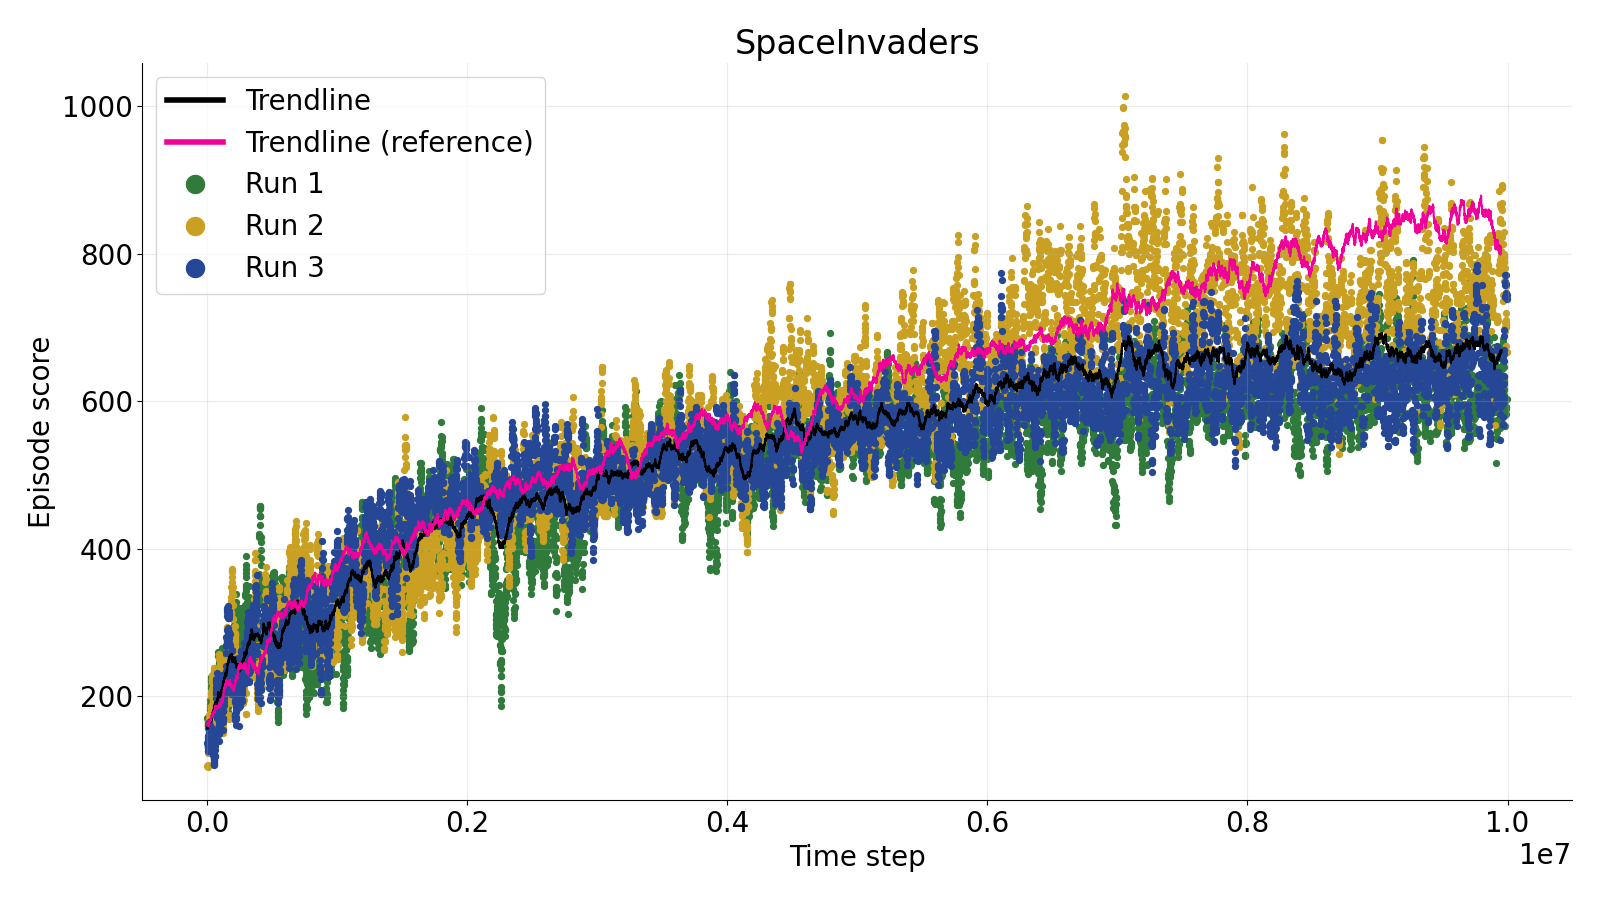 SpaceInvaders
Trendline
Trendline (reference)
Run 1
Run 2
Run 3
1000
800
600
400
200
Episode score
0.0 0.2 0.4 0.6 0.8 1.0
1e7
Time step